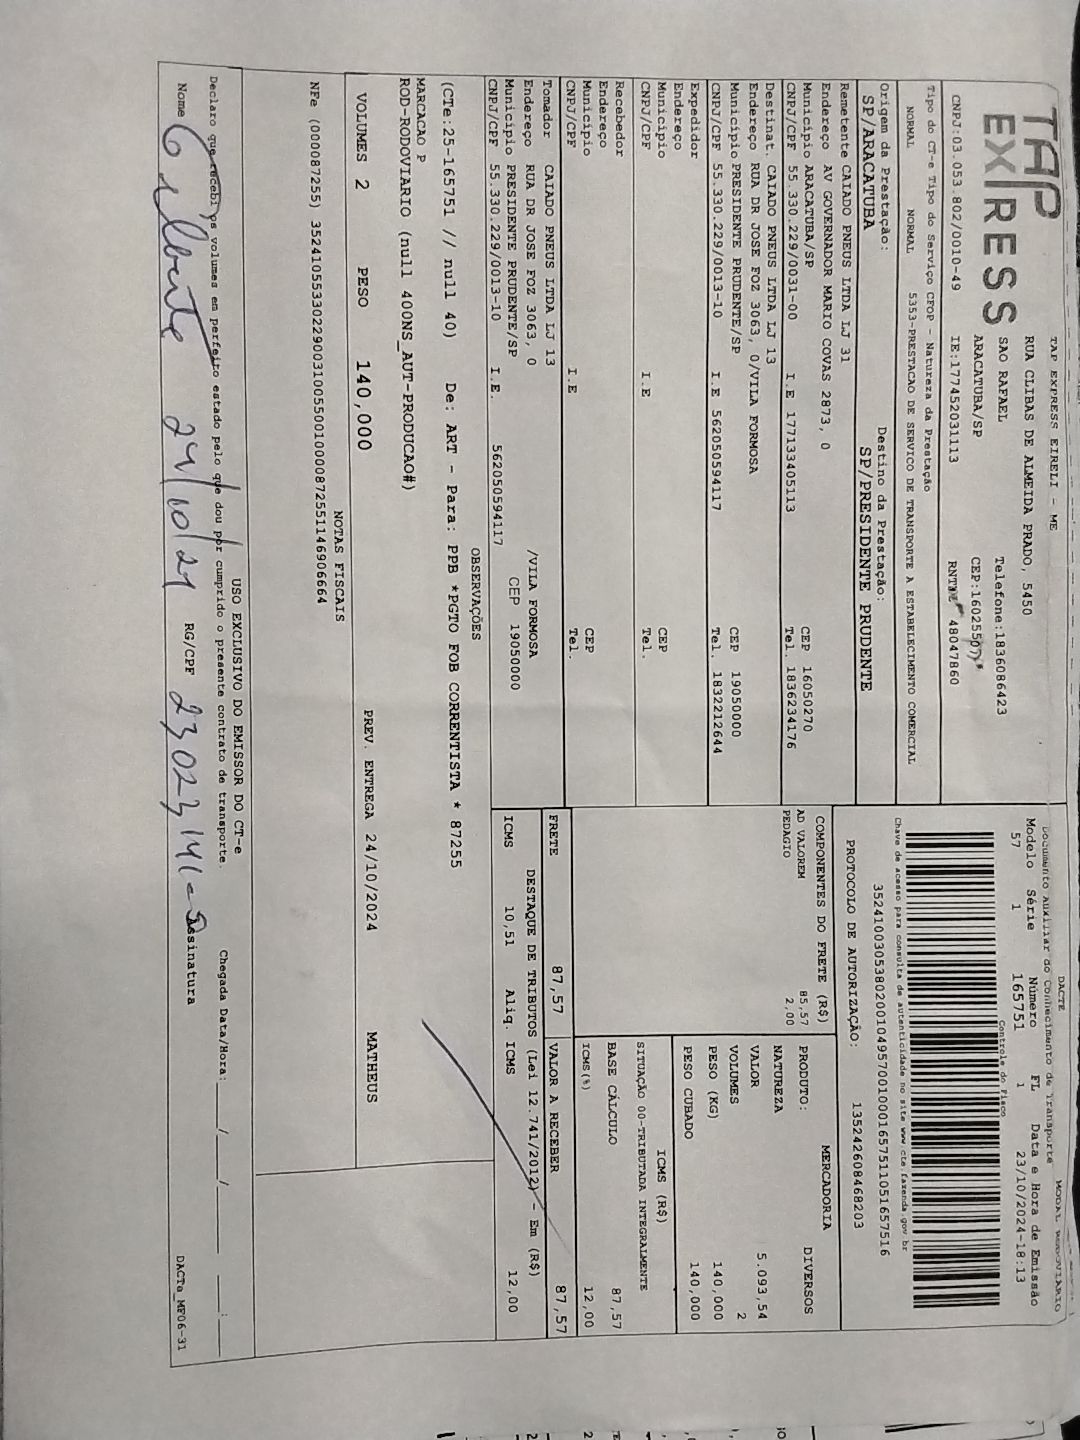 TAP EXPRESS
TAP EXPRESS EIRELI - ME
RUA CLIBAS DE ALMEIDA PRADO, 5450
SAO RAFAEL Telefone:1836086423
ARACATUBA/SP CEP:16025507
CNPJ:03.053.802/0010-49 IE:177452031113 48047860
DACTE
Documento Auxiliar do Conhecimento de Transporte
MODAL RODOVIARIO
Modelo Série Número FL Data e Hora de Emissão
57 1 165751 1 23/10/2024-18:13
Controle do Fisco
Tipo do CT-e Tipo do Serviço CFOP - Natureza da Prestação
NORMAL NORMAL 5353-PRESTACAO DE SERVICO DE TRANSPORTE A ESTABELECIMENTO COMERCIAL
Chave de acesso para consulta de autenticidade no site www.cte.fazenda.gov.br
35241003053802001049570010001657511051657516
PROTOCOLO DE AUTORIZAÇÃO: 135242608468203
Origem da Prestação: Destino da Prestação:
SP/ARACATUBA SP/PRESIDENTE PRUDENTE
Remetente CAIADO PNEUS LTDA LJ 31
Endereço AV GOVERNADOR MARIO COVAS 2873, 0
Município ARACATUBA/SP CEP 16050270
CNPJ/CPF 55.330.229/0031-00 I.E 177133405113 Tel. 1836234176
Destinat. CAIADO PNEUS LTDA LJ 13
Endereço RUA DR JOSE FOZ 3063, 0/VILA FORMOSA
Município PRESIDENTE PRUDENTE/SP CEP 19050000
CNPJ/CPF 55.330.229/0013-10 I.E 562050594117 Tel. 1832212644
Expedidor
Endereço
Município CEP
CNPJ/CPF I.E Tel.
Recebedor
Endereço
Município CEP
CNPJ/CPF I.E Tel.
Tomador CAIADO PNEUS LTDA LJ 13
Endereço RUA DR JOSE FOZ 3063, 0 /VILA FORMOSA
Município PRESIDENTE PRUDENTE/SP CEP 19050000
CNPJ/CPF 55.330.229/0013-10 I.E. 562050594117
COMPONENTES DO FRETE (R$)
AD VALOREM 85,57
PEDAGIO 2,00
MERCADORIA
PRODUTO: DIVERSOS
NATUREZA
VALOR 5.093,54
VOLUMES 2
PESO (KG) 140,000
PESO CUBADO 140,000
ICMS (R$)
SITUAÇÃO 00-TRIBUTADA INTEGRALMENTE
BASE CÁLCULO 87,57
ICMS(%) 12,00
FRETE 87,57 VALOR A RECEBER 87,57
DESTAQUE DE TRIBUTOS (Lei 12.741/2012) - Em (R$)
ICMS 10,51 Aliq. ICMS 12,00
OBSERVAÇÕES
(CTe:25-165751 // null 40) De: ART - Para: PPB *PGTO FOB CORRENTISTA * 87255
MARCACAO P
ROD-RODOVIARIO (null 400NS_AUT-PRODUCAO#)
VOLUMES 2 PESO 140,000 PREV. ENTREGA 24/10/2024 MATHEUS
NOTAS FISCAIS
NFe (000087255) 35241055330229003100550010000872551146906664
USO EXCLUSIVO DO EMISSOR DO CT-e
Declaro que recebi os volumes em perfeito estado pelo que dou por cumprido o presente contrato de transporte. Chegada Data/Hora: __/__/____ __:__
Nome Gilberto 24/10/24 RG/CPF Assinatura
DACTe_MF06-31